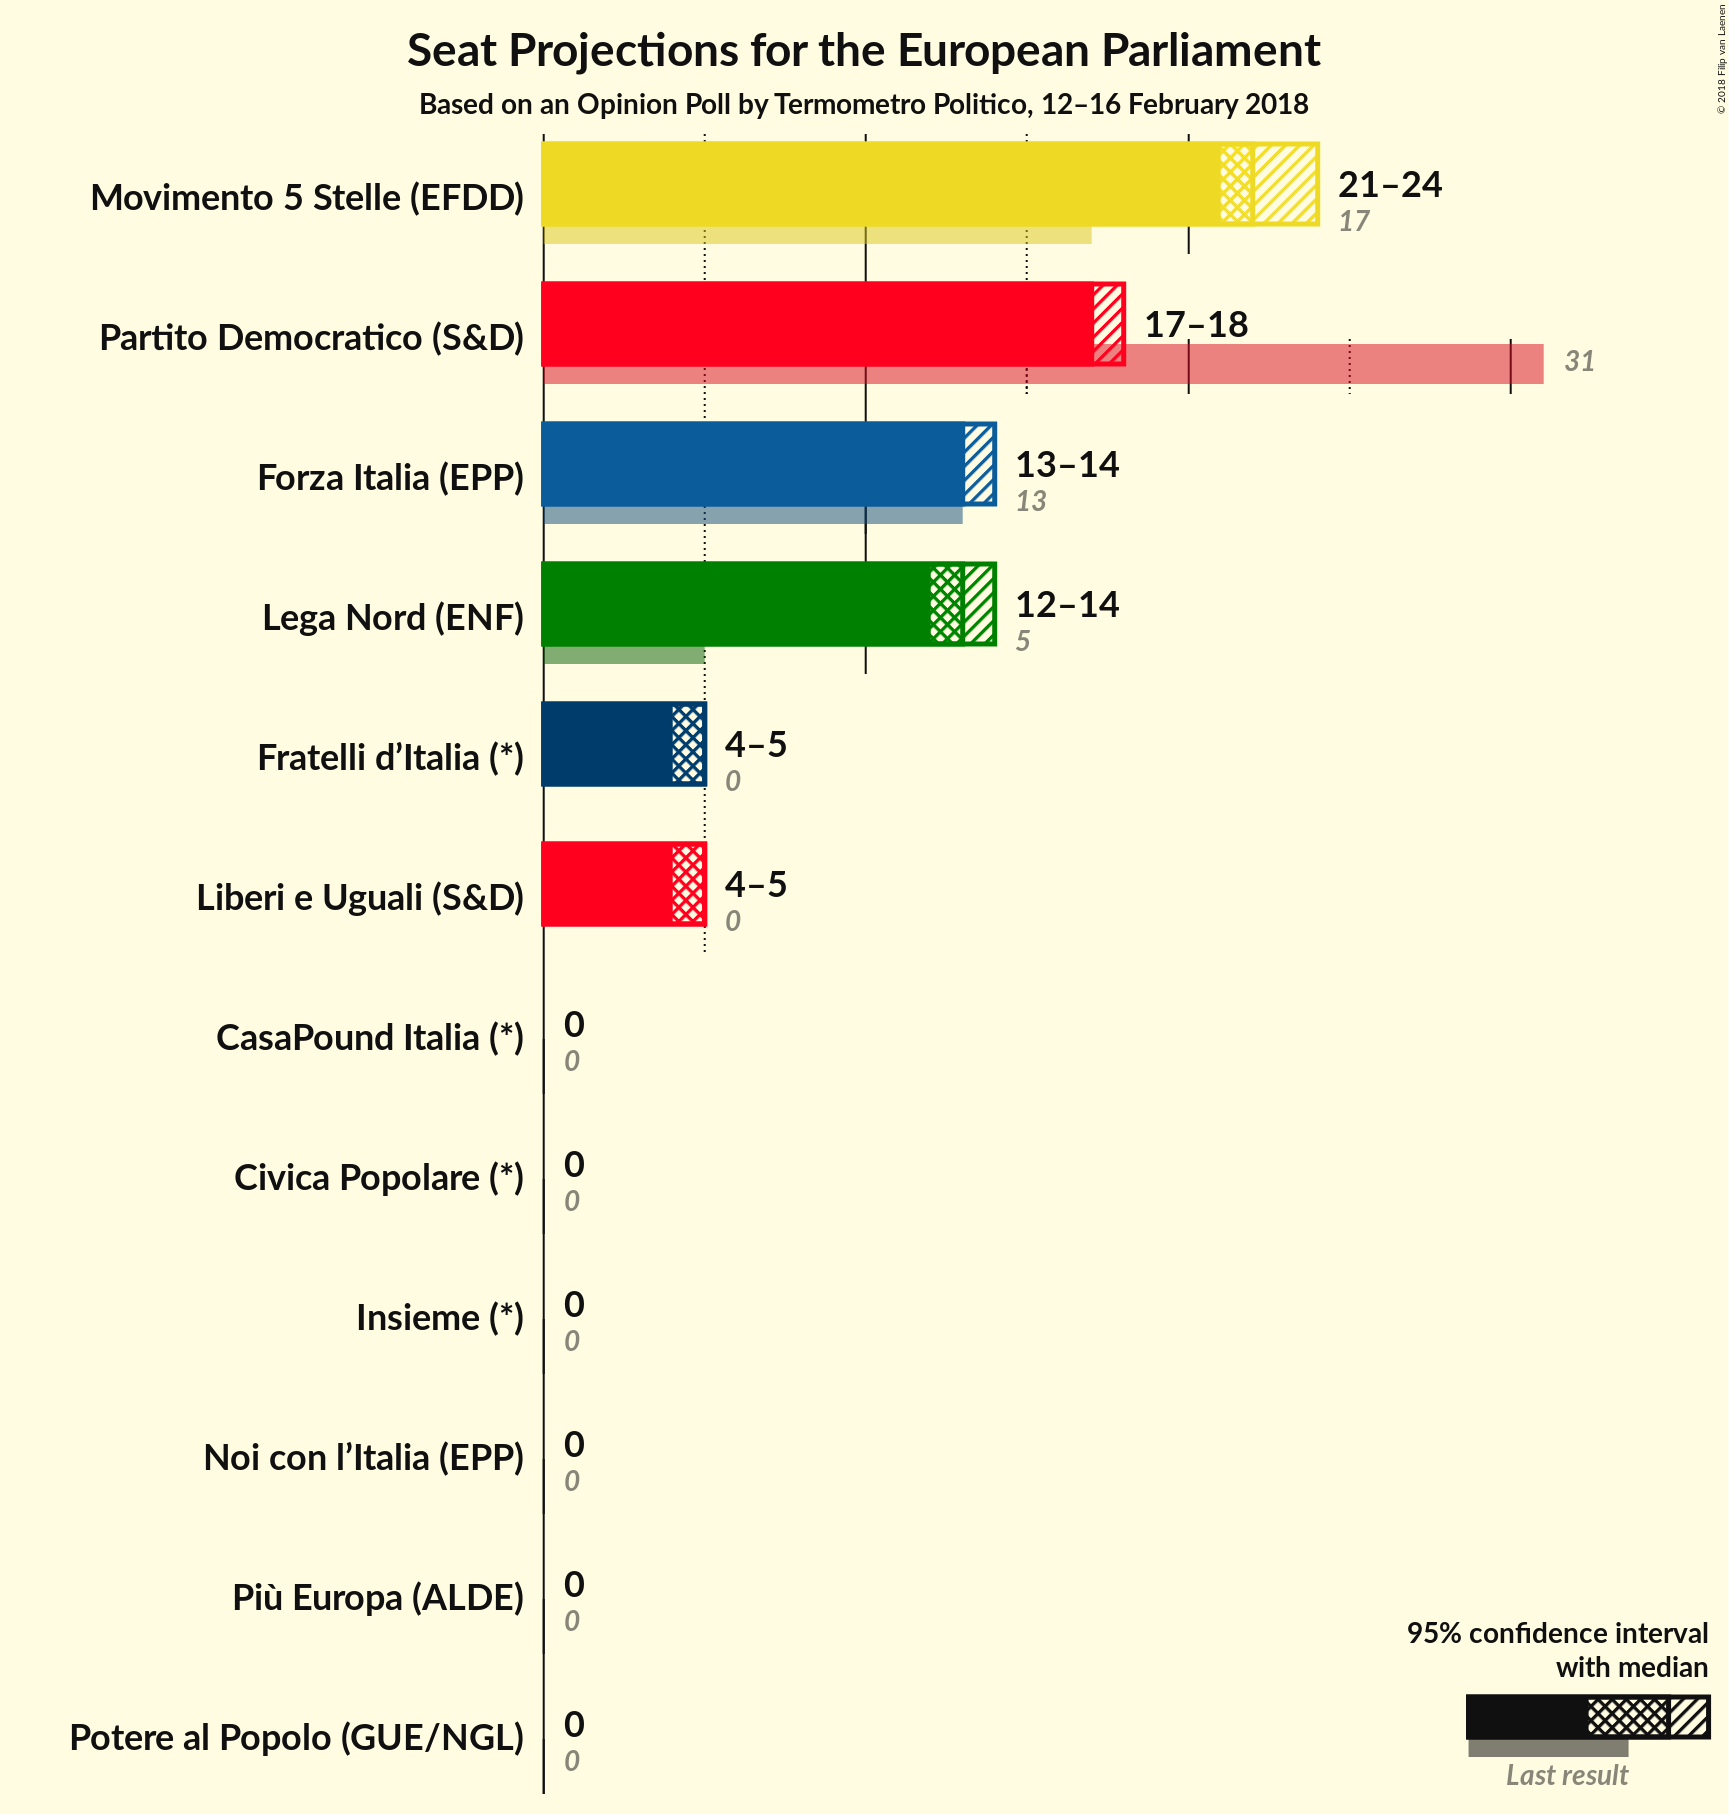 Seat Projections for the European Parliament
Based on an Opinion Poll by Termometro Politico, 12–16 February 2018
© 2018 Filip van Laenen
Movimento 5 Stelle (EFDD)
21–24
17
Partito Democratico (S&D)
17–18
31
Forza Italia (EPP)
13–14
13
Lega Nord (ENF)
12–14
5
Fratelli d’Italia (*)
4–5
0
Liberi e Uguali (S&D)
4–5
0
CasaPound Italia (*)
0
0
Civica Popolare (*)
0
0
Insieme (*)
0
0
Noi con l’Italia (EPP)
0
0
Più Europa (ALDE)
0
0
Potere al Popolo (GUE/NGL)
0
0
95% confidence interval
with median
Last result